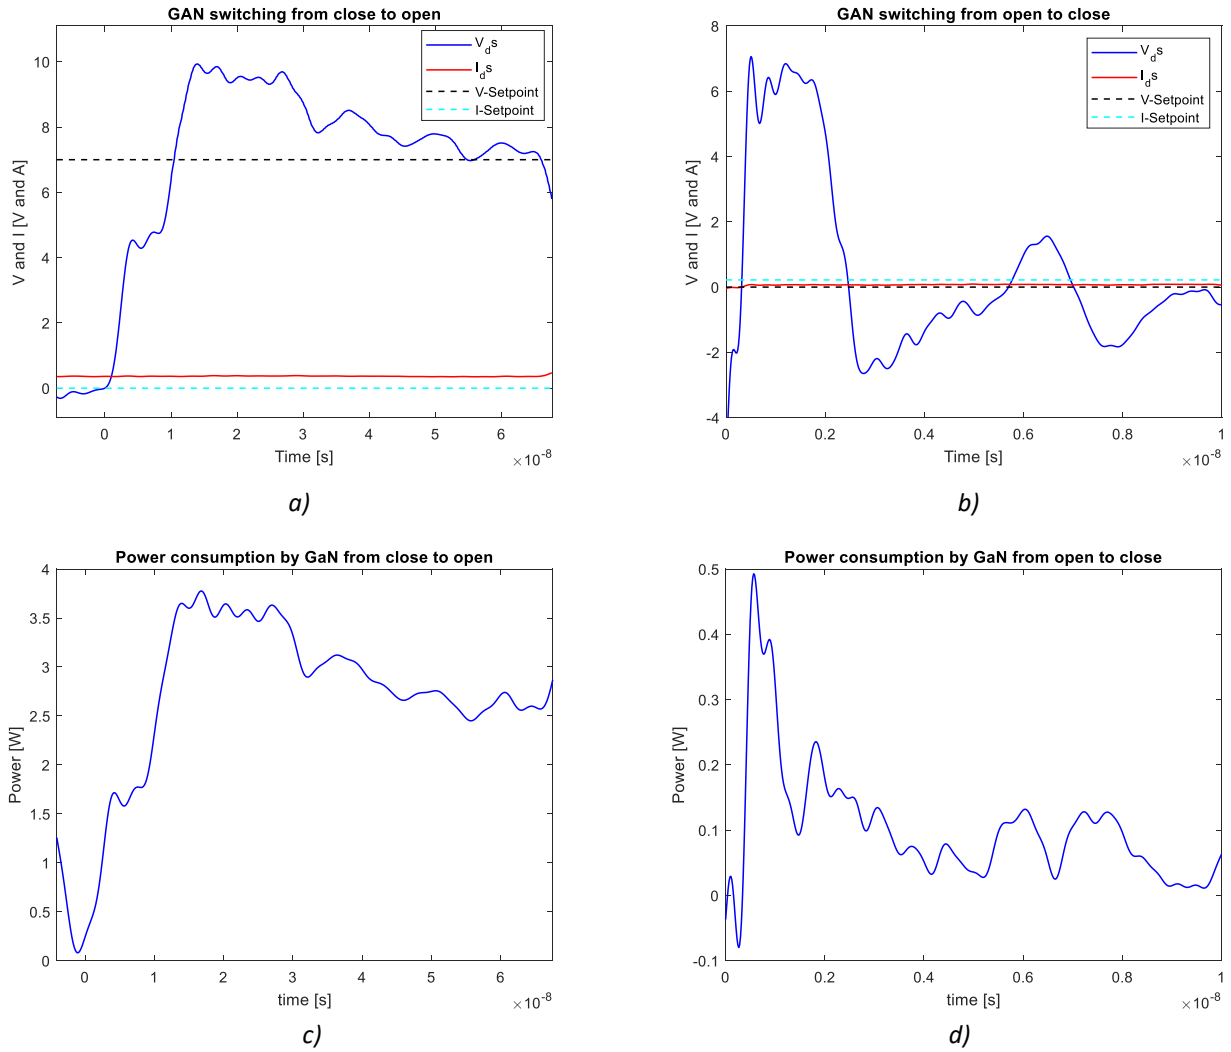 GAN switching from close to open
V_ds
I_ds
V-Setpoint
I-Setpoint
V and I [V and A]
10
8
6
4
2
0
0 1 2 3 4 5 6
Time [s]
×10^-8
a)
GAN switching from open to close
V_ds
I_ds
V-Setpoint
I-Setpoint
V and I [V and A]
8
6
4
2
0
-2
-4
0 0.2 0.4 0.6 0.8 1
Time [s]
×10^-8
b)
Power consumption by GaN from close to open
Power [W]
4
3.5
3
2.5
2
1.5
1
0.5
0
0 1 2 3 4 5 6
time [s]
×10^-8
c)
Power consumption by GaN from open to close
Power [W]
0.5
0.4
0.3
0.2
0.1
0
-0.1
0 0.2 0.4 0.6 0.8 1
time [s]
×10^-8
d)